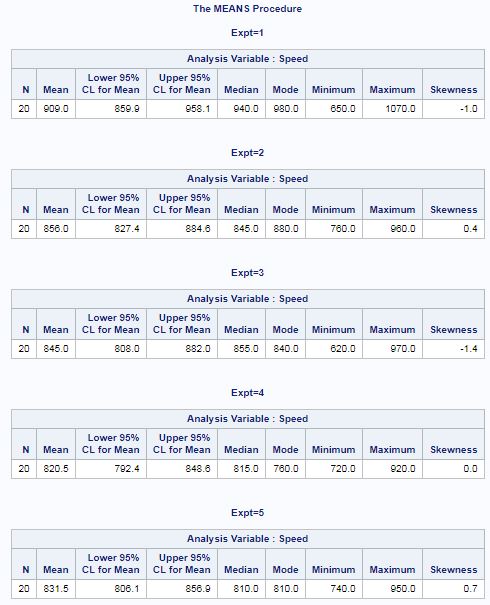 The MEANS Procedure
Expt=1
Analysis Variable : Speed
N Mean Lower 95% CL for Mean Upper 95% CL for Mean Median Mode Minimum Maximum Skewness
20 909.0 859.9 958.1 940.0 980.0 650.0 1070.0 -1.0
Expt=2
Analysis Variable : Speed
N Mean Lower 95% CL for Mean Upper 95% CL for Mean Median Mode Minimum Maximum Skewness
20 856.0 827.4 884.6 845.0 880.0 760.0 960.0 0.4
Expt=3
Analysis Variable : Speed
N Mean Lower 95% CL for Mean Upper 95% CL for Mean Median Mode Minimum Maximum Skewness
20 845.0 808.0 882.0 855.0 840.0 620.0 970.0 -1.4
Expt=4
Analysis Variable : Speed
N Mean Lower 95% CL for Mean Upper 95% CL for Mean Median Mode Minimum Maximum Skewness
20 820.5 792.4 848.6 815.0 760.0 720.0 920.0 0.0
Expt=5
Analysis Variable : Speed
N Mean Lower 95% CL for Mean Upper 95% CL for Mean Median Mode Minimum Maximum Skewness
20 831.5 806.1 856.9 810.0 810.0 740.0 950.0 0.7